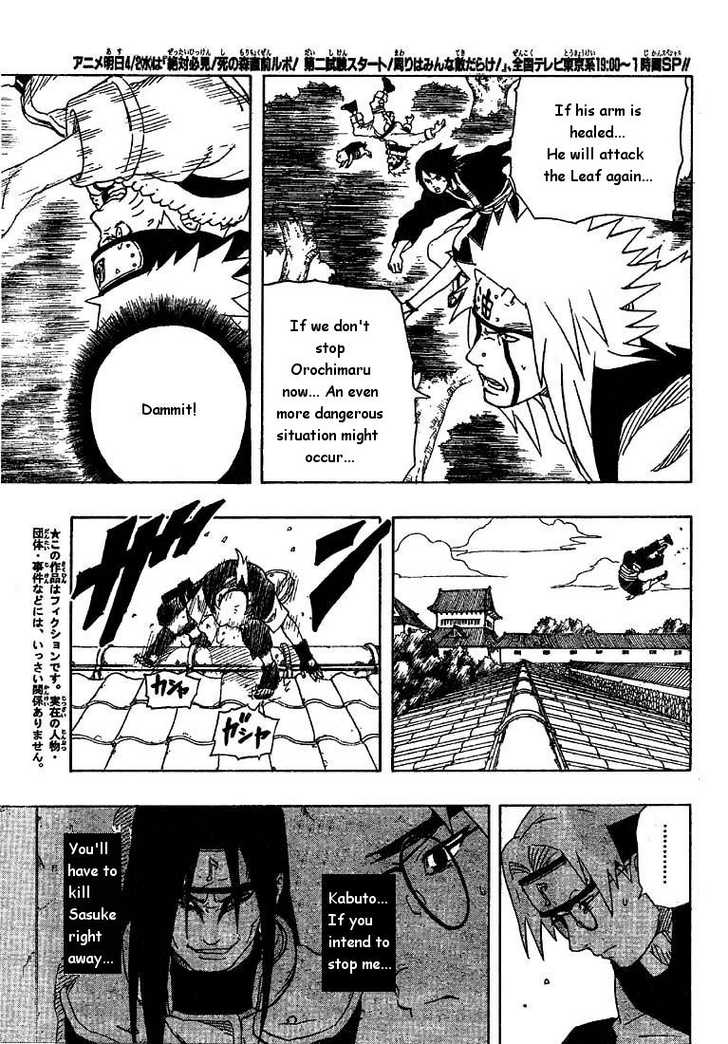 アニメ明日4/2(水)は『絶対必見!死の森直前ルポ! 第二試験スタート!周りはみんな敵だらけ!』、全国テレビ東京系19:00〜1時間SP!!
If his arm is
healed...
He will attack
the Leaf again...
If we don't
stop
Orochimaru
now... An even
more dangerous
situation might
occur...
油
Dammit!
ガシャ
ガシャ
★この作品はフィクションです。実在の人物・
団体・事件などには、いっさい関係ありません。
...........
Kabuto...
If you
intend to
stop me...
You'll
have to
kill
Sasuke
right
away...